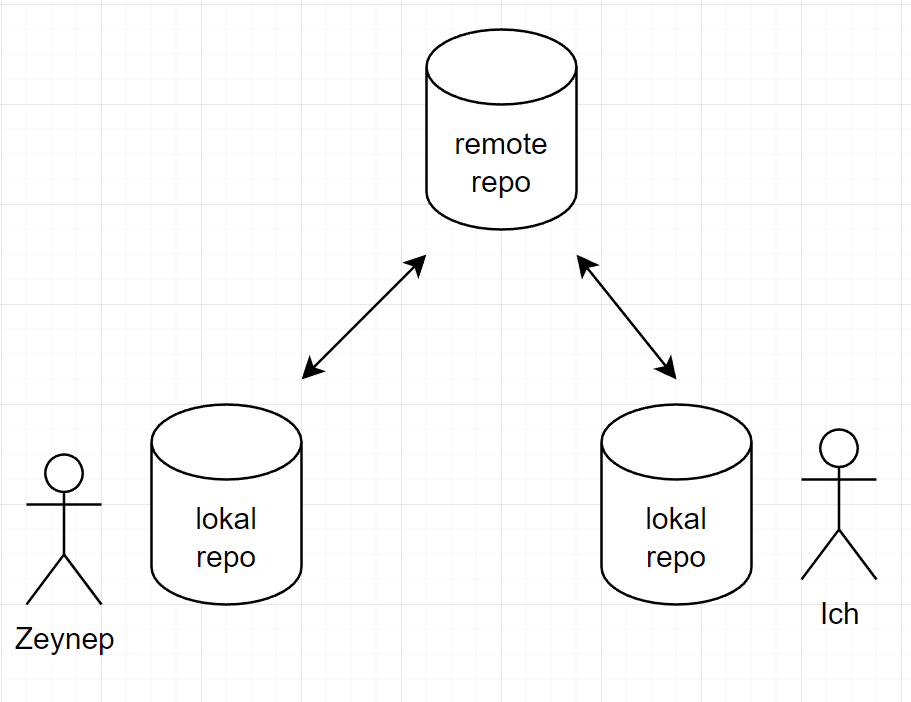 remote
repo
lokal
repo
lokal
repo
Zeynep
Ich